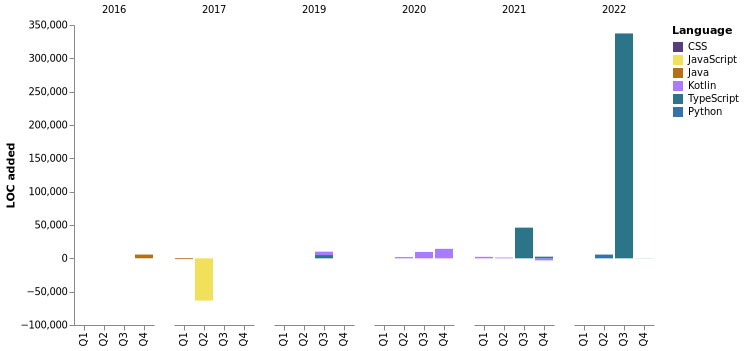 2016 2017 2019 2020 2021 2022
Language
CSS
JavaScript
Java
Kotlin
TypeScript
Python
LOC added
350,000
300,000
250,000
200,000
150,000
100,000
50,000
0
−50,000
−100,000
Q1 Q2 Q3 Q4 Q1 Q2 Q3 Q4 Q1 Q2 Q3 Q4 Q1 Q2 Q3 Q4 Q1 Q2 Q3 Q4 Q1 Q2 Q3 Q4